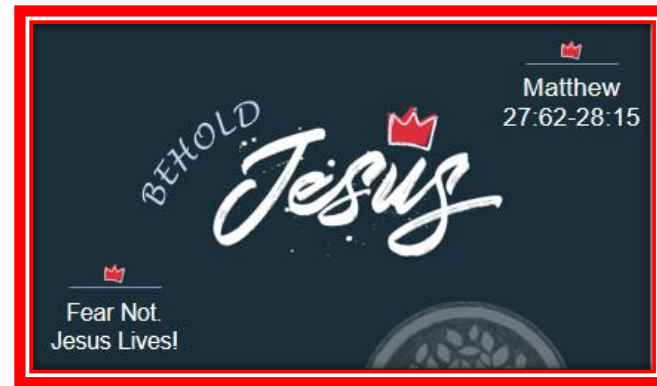 Matthew
27:62-28:15
BEHOLD
Jesus
Fear Not.
Jesus Lives!